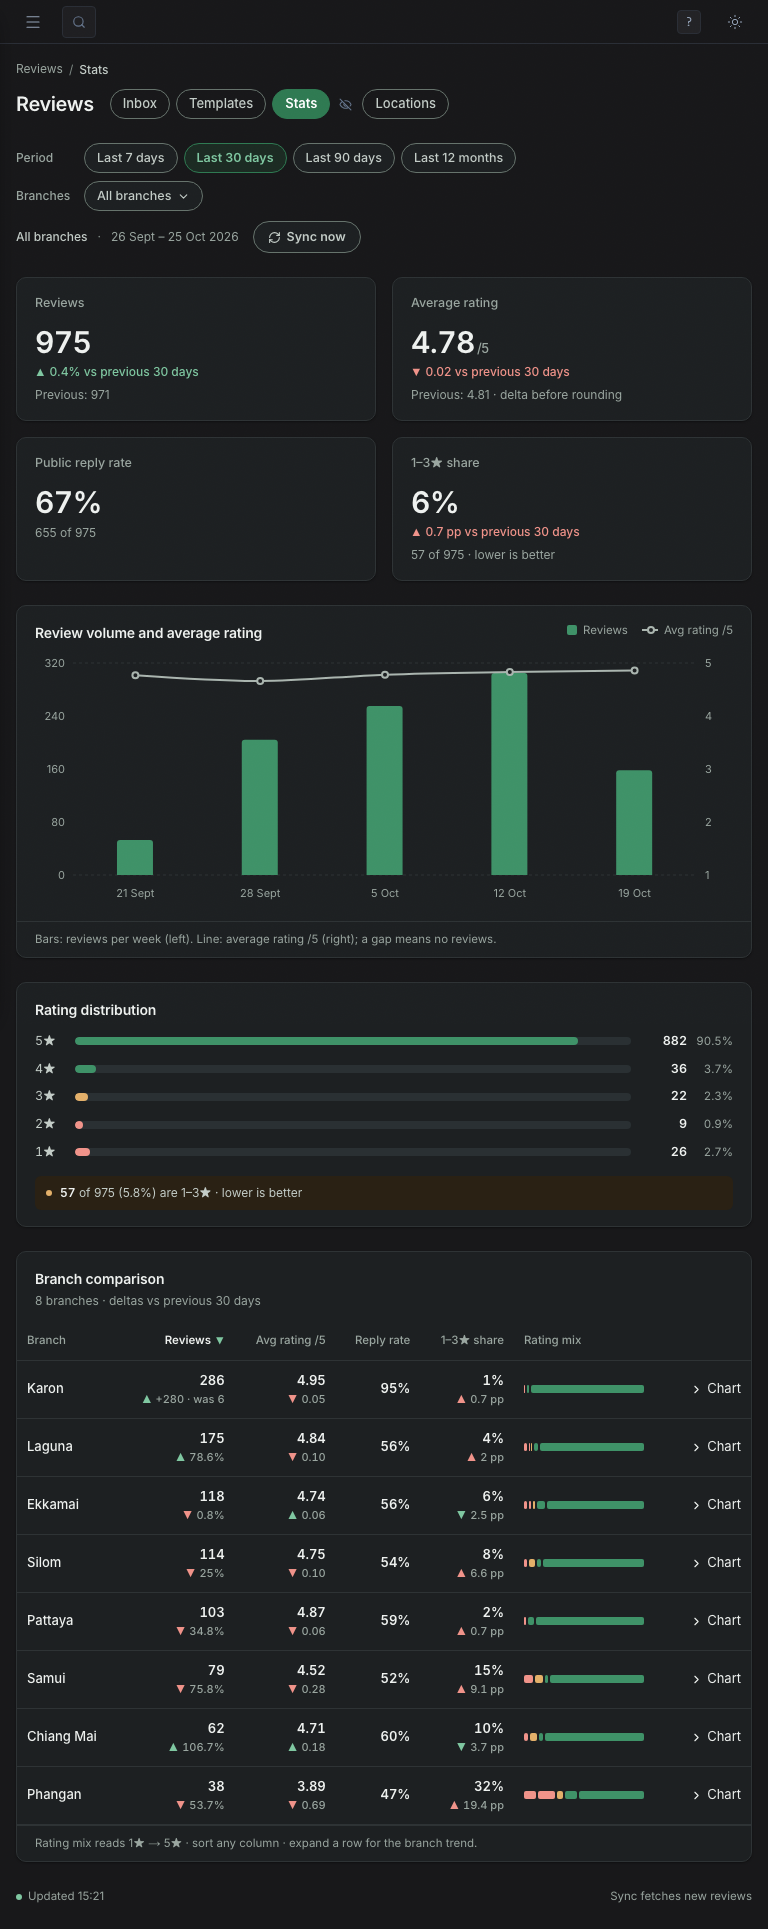 ?
Reviews / Stats
Reviews Inbox Templates Stats Locations
Period Last 7 days Last 30 days Last 90 days Last 12 months
Branches All branches
All branches · 26 Sept – 25 Oct 2026 Sync now
Reviews
975
▲ 0.4% vs previous 30 days
Previous: 971
Average rating
4.78/5
▼ 0.02 vs previous 30 days
Previous: 4.81 · delta before rounding
Public reply rate
67%
655 of 975
1–3★ share
6%
▲ 0.7 pp vs previous 30 days
57 of 975 · lower is better
Review volume and average rating Reviews Avg rating /5
320 5
240 4
160 3
80 2
0 1
21 Sept 28 Sept 5 Oct 12 Oct 19 Oct
Bars: reviews per week (left). Line: average rating /5 (right); a gap means no reviews.
Rating distribution
5★ 882 90.5%
4★ 36 3.7%
3★ 22 2.3%
2★ 9 0.9%
1★ 26 2.7%
57 of 975 (5.8%) are 1–3★ · lower is better
Branch comparison
8 branches · deltas vs previous 30 days
Branch Reviews ▼ Avg rating /5 Reply rate 1–3★ share Rating mix
Karon 286 4.95 95% 1% Chart
▲ +280 · was 6 ▼ 0.05 ▲ 0.7 pp
Laguna 175 4.84 56% 4% Chart
▲ 78.6% ▼ 0.10 ▲ 2 pp
Ekkamai 118 4.74 56% 6% Chart
▼ 0.8% ▲ 0.06 ▼ 2.5 pp
Silom 114 4.75 54% 8% Chart
▼ 25% ▼ 0.10 ▲ 6.6 pp
Pattaya 103 4.87 59% 2% Chart
▼ 34.8% ▼ 0.06 ▲ 0.7 pp
Samui 79 4.52 52% 15% Chart
▼ 75.8% ▼ 0.28 ▲ 9.1 pp
Chiang Mai 62 4.71 60% 10% Chart
▲ 106.7% ▲ 0.18 ▼ 3.7 pp
Phangan 38 3.89 47% 32% Chart
▼ 53.7% ▼ 0.69 ▲ 19.4 pp
Rating mix reads 1★ → 5★ · sort any column · expand a row for the branch trend.
Updated 15:21 Sync fetches new reviews